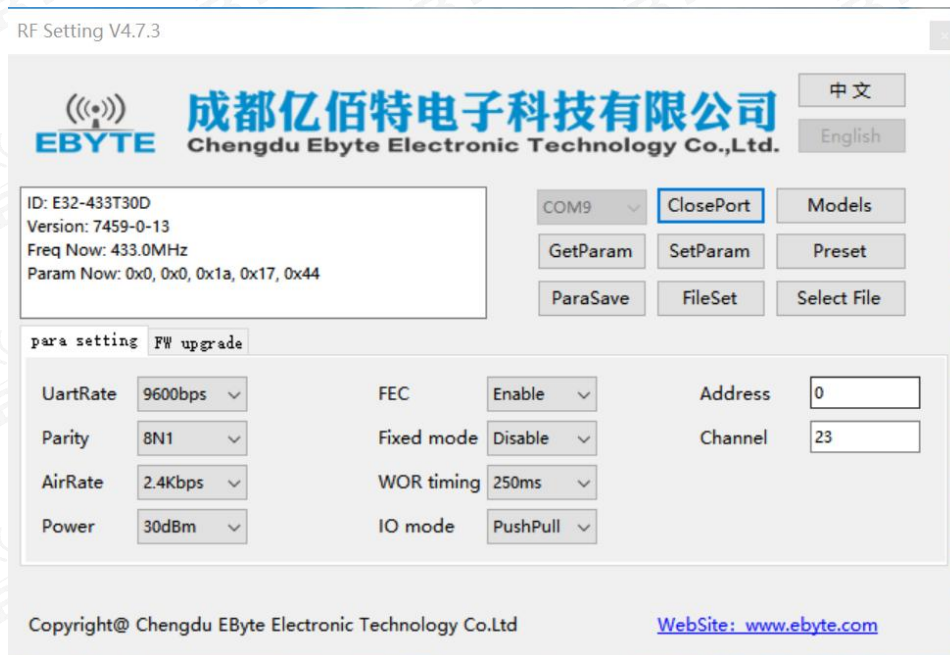 RF Setting V4.7.3
EBYTE
成都亿佰特电子科技有限公司
Chengdu Ebyte Electronic Technology Co.,Ltd.
中文
English
ID: E32-433T30D
Version: 7459-0-13
Freq Now: 433.0MHz
Param Now: 0x0, 0x0, 0x1a, 0x17, 0x44
COM9 ClosePort Models
GetParam SetParam Preset
ParaSave FileSet Select File
para setting FW upgrade
UartRate 9600bps FEC Enable Address 0
Parity 8N1 Fixed mode Disable Channel 23
AirRate 2.4Kbps WOR timing 250ms
Power 30dBm IO mode PushPull
Copyright@ Chengdu EByte Electronic Technology Co.Ltd WebSite: www.ebyte.com